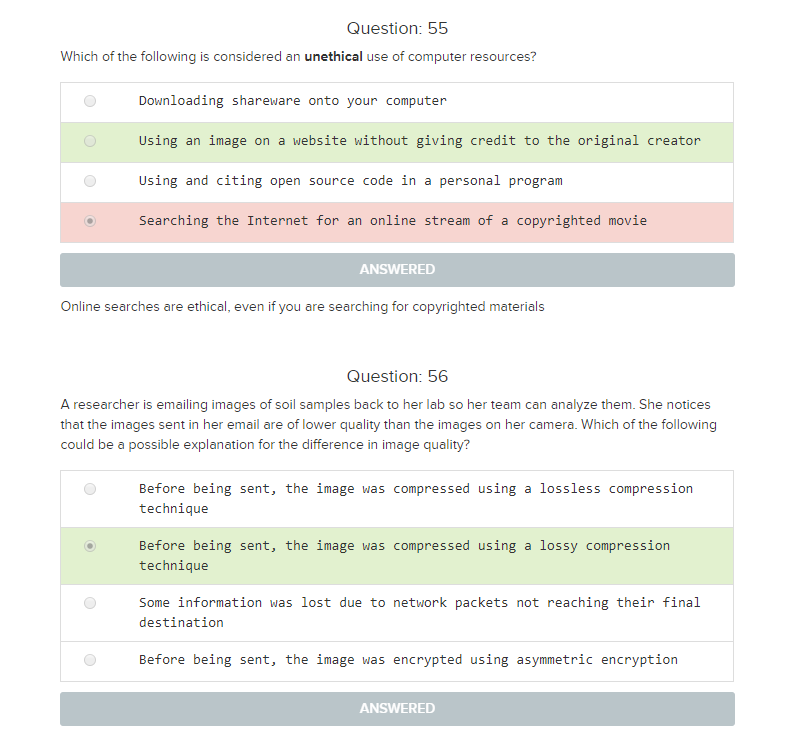 Question: 55
Which of the following is considered an unethical use of computer resources?
Downloading shareware onto your computer
Using an image on a website without giving credit to the original creator
Using and citing open source code in a personal program
Searching the Internet for an online stream of a copyrighted movie
ANSWERED
Online searches are ethical, even if you are searching for copyrighted materials
Question: 56
A researcher is emailing images of soil samples back to her lab so her team can analyze them. She notices
that the images sent in her email are of lower quality than the images on her camera. Which of the following
could be a possible explanation for the difference in image quality?
Before being sent, the image was compressed using a lossless compression
technique
Before being sent, the image was compressed using a lossy compression
technique
Some information was lost due to network packets not reaching their final
destination
Before being sent, the image was encrypted using asymmetric encryption
ANSWERED